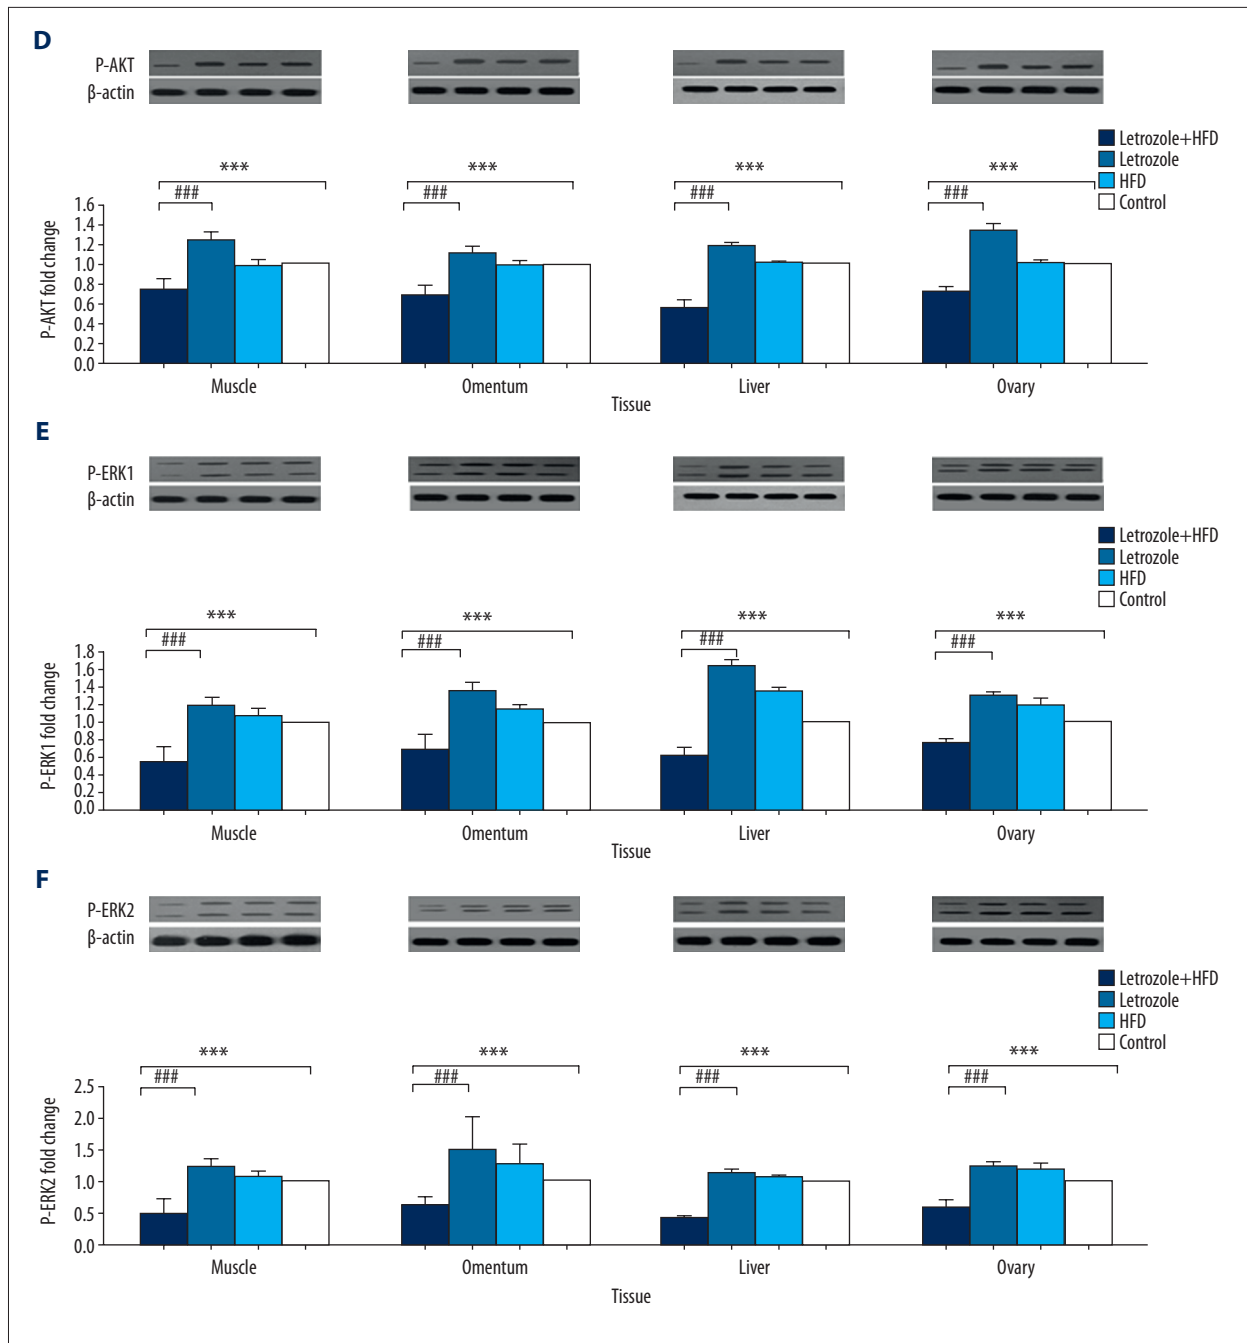 D
P-AKT
β-actin
Letrozole+HFD
Letrozole
HFD
Control
*** *** *** ***
### ### ### ###
P-AKT fold change
1.6
1.4
1.2
1.0
0.8
0.6
0.4
0.2
0.0
Muscle Omentum Liver Ovary
Tissue
E
P-ERK1
β-actin
Letrozole+HFD
Letrozole
HFD
Control
*** *** *** ***
### ### ### ###
P-ERK1 fold change
1.8
1.6
1.4
1.2
1.0
0.8
0.6
0.4
0.2
0.0
Muscle Omentum Liver Ovary
Tissue
F
P-ERK2
β-actin
Letrozole+HFD
Letrozole
HFD
Control
*** *** *** ***
### ### ### ###
P-ERK2 fold change
2.5
2.0
1.5
1.0
0.5
0.0
Muscle Omentum Liver Ovary
Tissue